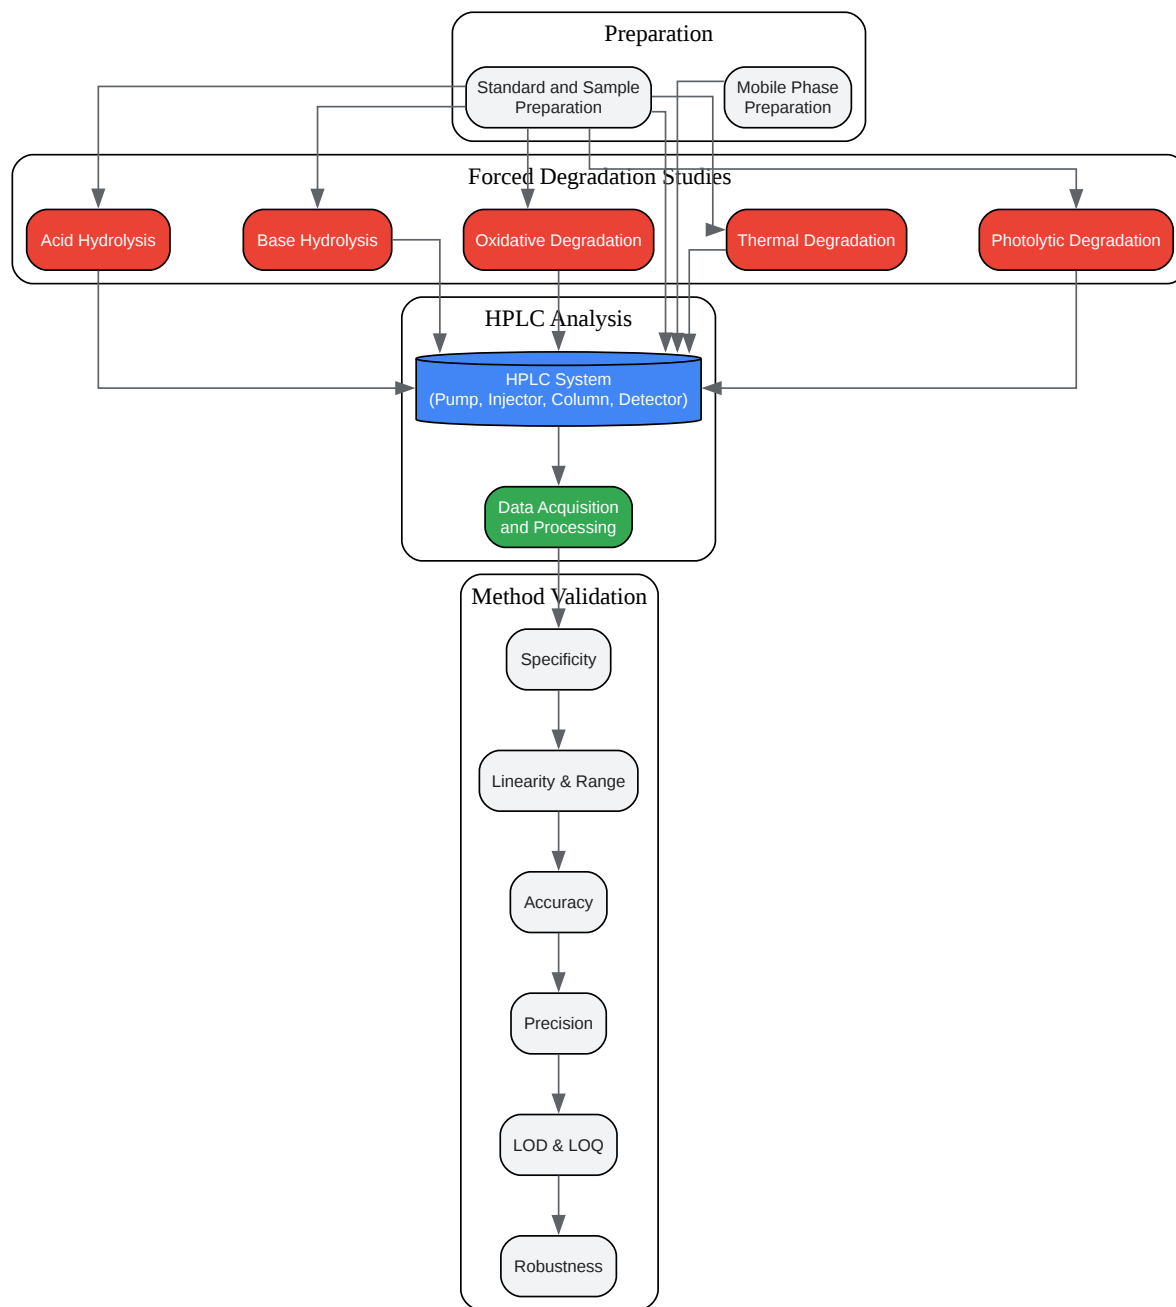 Preparation
Standard and Sample
Preparation
Mobile Phase
Preparation
Forced Degradation Studies
Acid Hydrolysis
Base Hydrolysis
Oxidative Degradation
Thermal Degradation
Photolytic Degradation
HPLC Analysis
HPLC System
(Pump, Injector, Column, Detector)
Data Acquisition
and Processing
Method Validation
Specificity
Linearity & Range
Accuracy
Precision
LOD & LOQ
Robustness